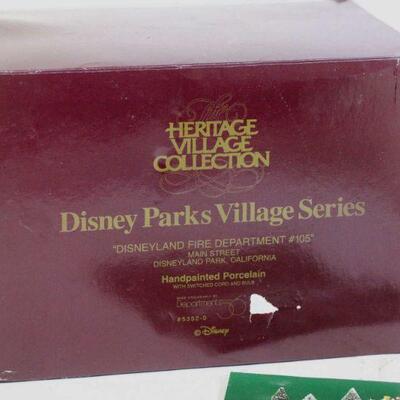 The
HERITAGE
VILLAGE
COLLECTION
Disney Parks Village Series
"DISNEYLAND FIRE DEPARTMENT #105"
MAIN STREET
DISNEYLAND PARK, CALIFORNIA
Handpainted Porcelain
WITH SWITCHED CORD AND BULB
Department 56
#5352-0
© Disney